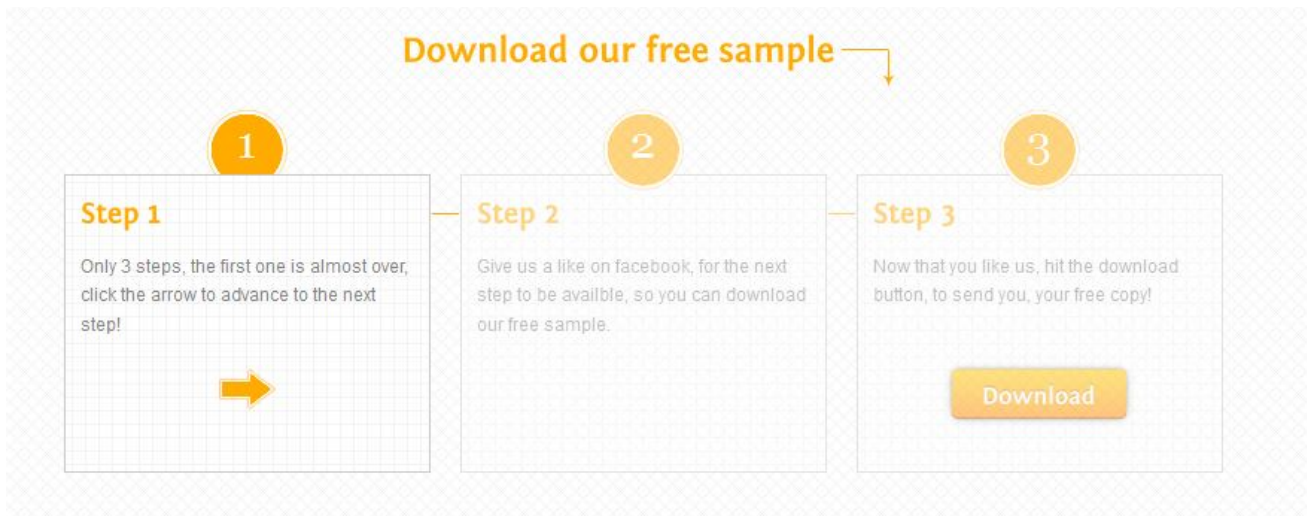 Download our free sample
1
2
3
Step 1
Only 3 steps, the first one is almost over,
click the arrow to advance to the next
step!
Step 2
Give us a like on facebook, for the next
step to be availble, so you can download
our free sample.
Step 3
Now that you like us, hit the download
button, to send you, your free copy!
Download